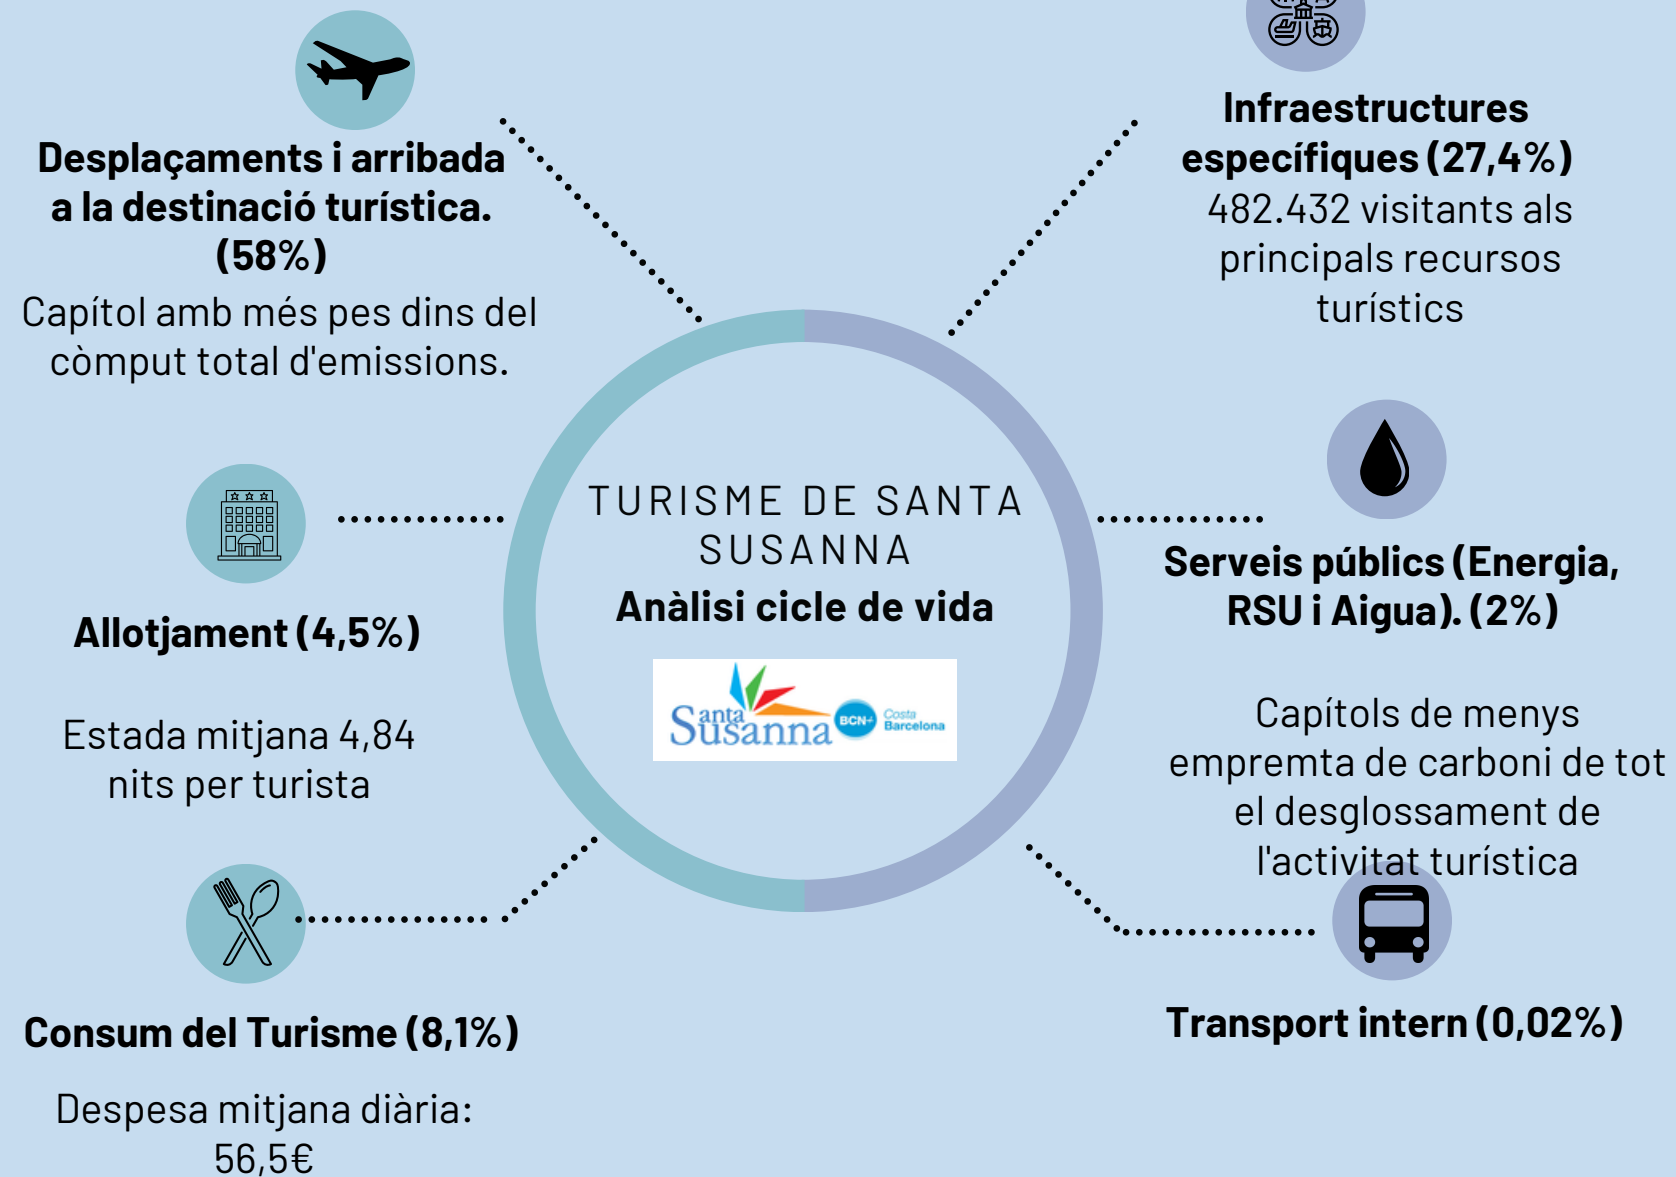 Desplaçaments i arribada
a la destinació turística.
(58%)
Capítol amb més pes dins del
còmput total d'emissions.
Infraestructures
específiques (27,4%)
482.432 visitants als
principals recursos
turístics
TURISME DE SANTA
SUSANNA
Anàlisi cicle de vida
Santa
Susanna
BCN
Costa
Barcelona
Allotjament (4,5%)
Estada mitjana 4,84
nits per turista
Serveis públics (Energia,
RSU i Aigua). (2%)
Capítols de menys
empremta de carboni de tot
el desglossament de
l'activitat turística
Consum del Turisme (8,1%)
Despesa mitjana diària:
56,5€
Transport intern (0,02%)